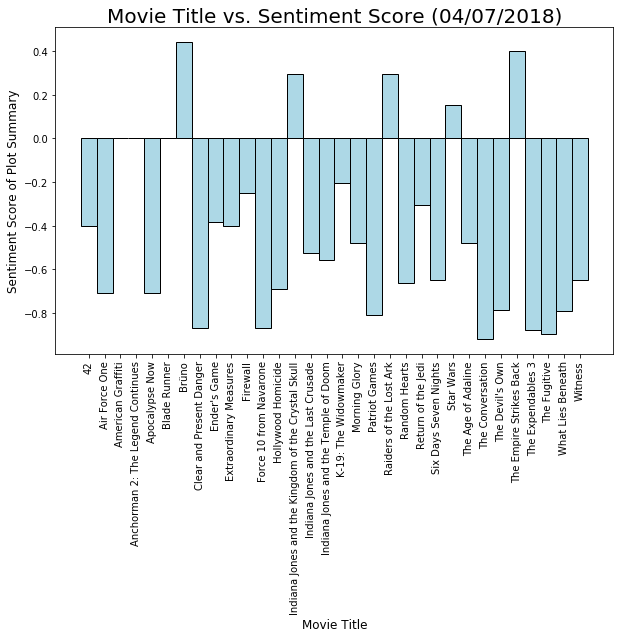 Movie Title vs. Sentiment Score (04/07/2018)
Sentiment Score of Plot Summary
0.4
0.2
0.0
−0.2
−0.4
−0.6
−0.8
42
Air Force One
American Graffiti
Anchorman 2: The Legend Continues
Apocalypse Now
Blade Runner
Brüno
Clear and Present Danger
Ender's Game
Extraordinary Measures
Firewall
Force 10 from Navarone
Hollywood Homicide
Indiana Jones and the Kingdom of the Crystal Skull
Indiana Jones and the Last Crusade
Indiana Jones and the Temple of Doom
K-19: The Widowmaker
Morning Glory
Patriot Games
Raiders of the Lost Ark
Random Hearts
Return of the Jedi
Six Days Seven Nights
Star Wars
The Age of Adaline
The Conversation
The Devil's Own
The Empire Strikes Back
The Expendables 3
The Fugitive
What Lies Beneath
Witness
Movie Title